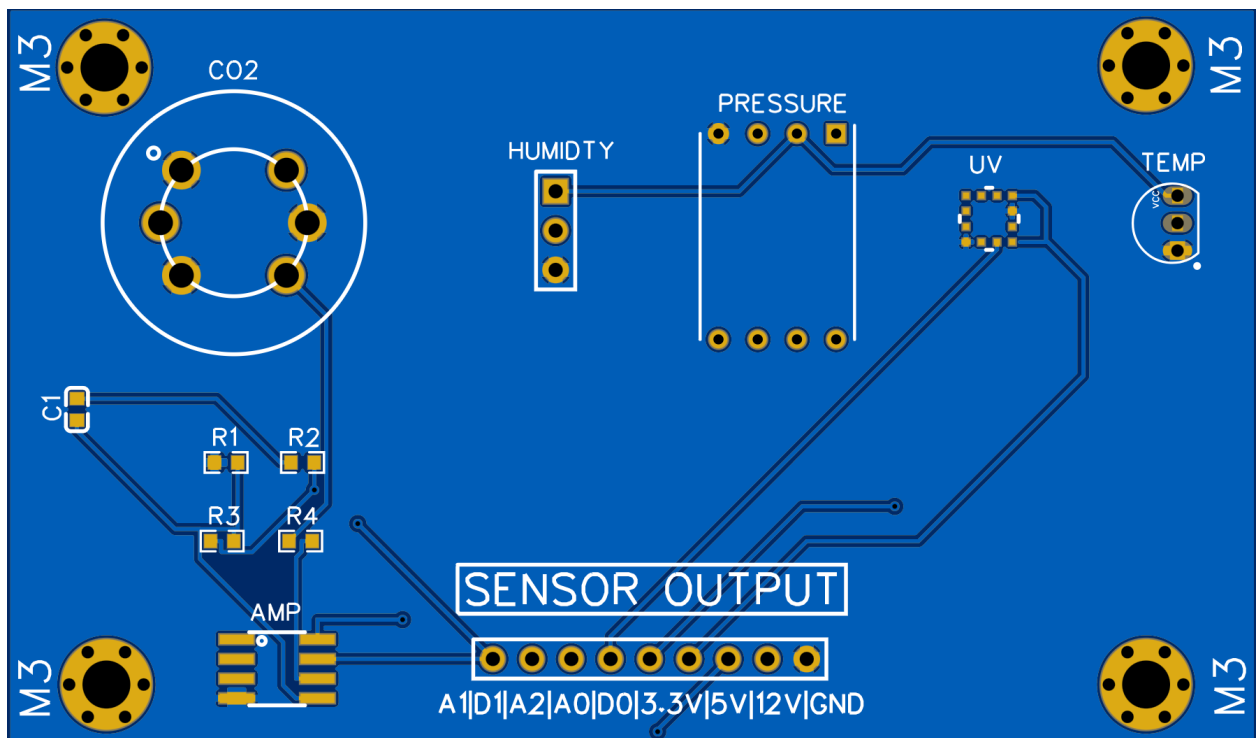 M3
M3
CO2
PRESSURE
HUMIDTY
UV
TEMP
VCC
C1
R1
R2
R3
R4
SENSOR OUTPUT
AMP
M3
M3
A1|D1|A2|A0|D0|3.3V|5V|12V|GND